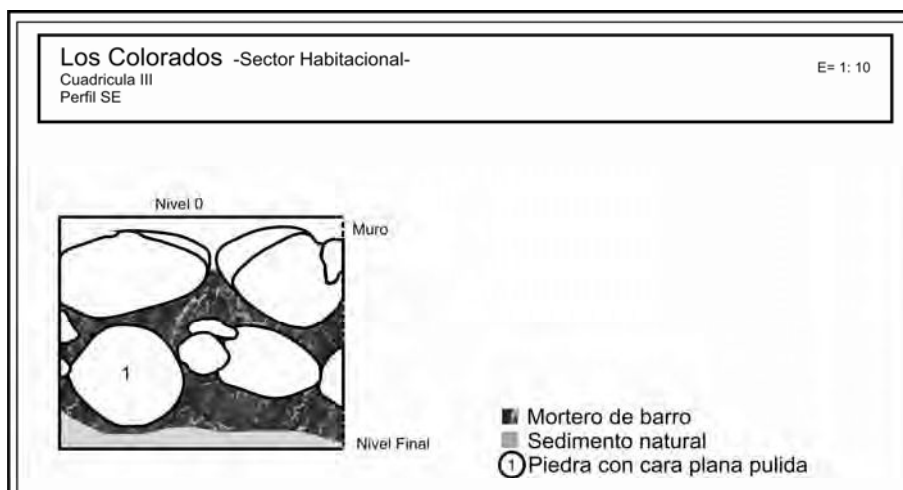 Los Colorados -Sector Habitacional-
E= 1: 10
Cuadricula III
Perfil SE
Nivel 0
Muro
1
Nivel Final
Mortero de barro
Sedimento natural
1 Piedra con cara plana pulida